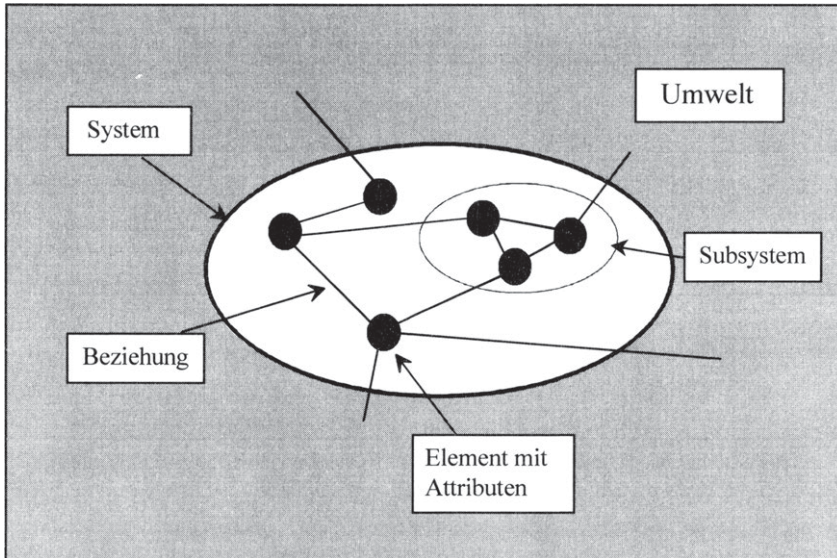 Umwelt
System
Subsystem
Beziehung
Element mit
Attributen